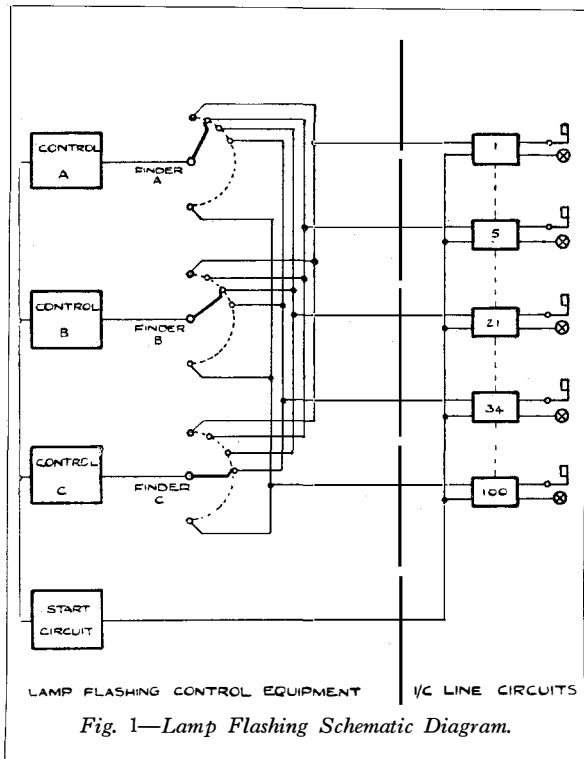 CONTROL
A
FINDER
A
CONTROL
B
FINDER
B
CONTROL
C
FINDER
C
START
CIRCUIT
1
5
21
34
100
LAMP FLASHING CONTROL EQUIPMENT
I/C LINE CIRCUITS
Fig. 1—Lamp Flashing Schematic Diagram.